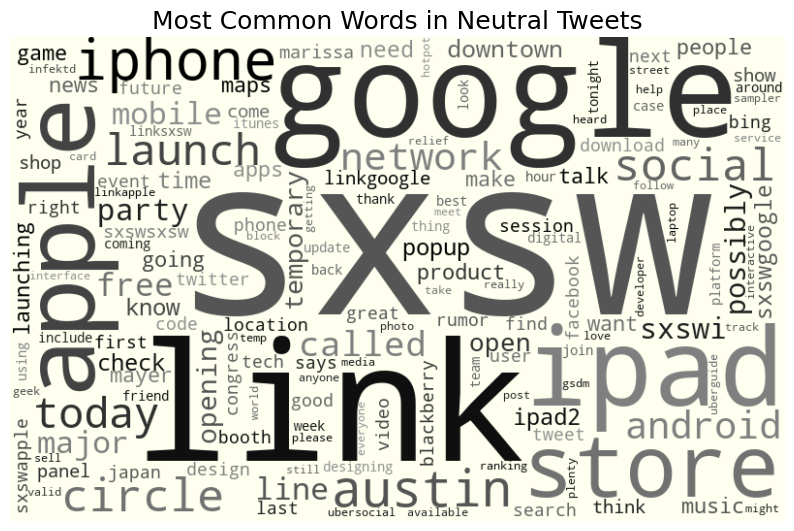 Most Common Words in Neutral Tweets
game
iphone
marissa
need
hotpot
downtown
next
people
infektd
news
future
maps
google
look
tonight
street
help
show
around
year
apple
mobile
come
itunes
linksxsw
launch
relief
network
heard
case
place
sampler
bing
many
service
download
shop
card
event
time
apps
linkgoogle
make
hour
talk
social
linkapple
right
party
temporary
getting
thank
best
meet
session
follow
laptop
possibly
interactive
sxswgoogle
coming
sxswsxsw
phone
block
sxsw
update
thing
popup
digital
developer
platform
launching
interface
going
free
twitter
back
product
take
really
facebook
know
great
include
code
location
called
photo
rumor
find
want
love
sxswi
track
using
first
check
temp
tech
says
media
open
user
join
geek
mayer
friend
opening
congress
world
anyone
link
team
post
gsdm
ipad
uberguide
today
good
week
please
everyone
video
blackberry
ipad2
tweet
android
major
booth
sxswapple
sell
panel
japan
design
still
designing
ranking
store
plenty
valid
circle
line
last
austin
ubersocial
available
search
think
music
might